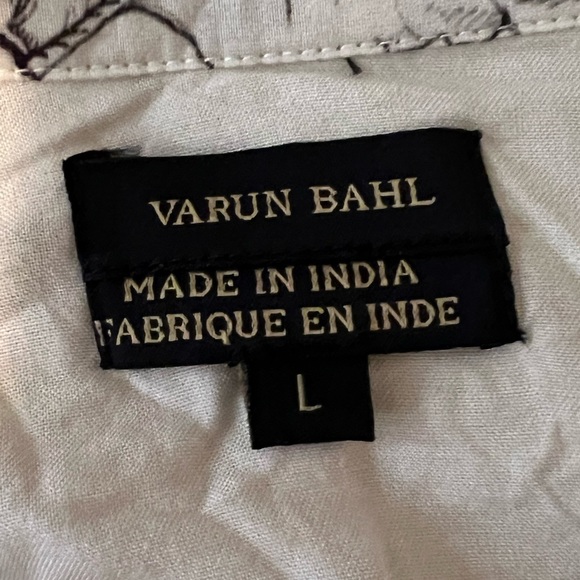 VARUN BAHL
MADE IN INDIA
FABRIQUE EN INDE
L